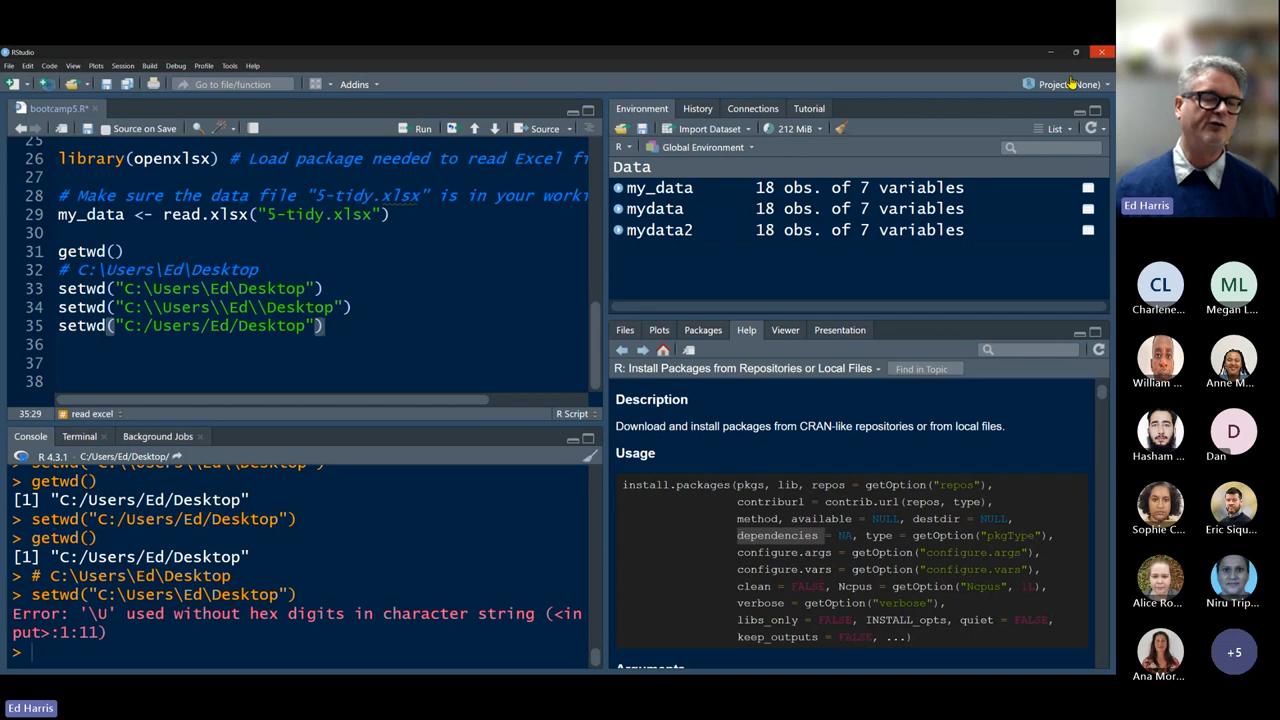 RStudio
File Edit Code View Plots Session Build Debug Profile Tools Help
Go to file/function
Addins
Project: (None)
bootcamp5.R*
Source on Save
Run
Source
25
26 library(openxlsx) # Load package needed to read Excel fi
27
28 # Make sure the data file "5-tidy.xlsx" is in your worki
29 my_data <- read.xlsx("5-tidy.xlsx")
30
31 getwd()
32 # C:\Users\Ed\Desktop
33 setwd("C:\Users\Ed\Desktop")
34 setwd("C:\\Users\\Ed\\Desktop")
35 setwd("C:/Users/Ed/Desktop")
36
37
38
35:29 read excel R Script
Console Terminal Background Jobs
R 4.3.1 · C:/Users/Ed/Desktop/
> getwd()
[1] "C:/Users/Ed/Desktop"
> setwd("C:/Users/Ed/Desktop")
> getwd()
[1] "C:/Users/Ed/Desktop"
> # C:\Users\Ed\Desktop
> setwd("C:\Users\Ed\Desktop")
Error: '\U' used without hex digits in character string (<in
put>:1:11)
>
Environment History Connections Tutorial
Import Dataset 212 MiB List
R Global Environment
Data
my_data 18 obs. of 7 variables
mydata 18 obs. of 7 variables
mydata2 18 obs. of 7 variables
Files Plots Packages Help Viewer Presentation
R: Install Packages from Repositories or Local Files Find in Topic
Description
Download and install packages from CRAN-like repositories or from local files.
Usage
install.packages(pkgs, lib, repos = getOption("repos"),
contriburl = contrib.url(repos, type),
method, available = NULL, destdir = NULL,
dependencies = NA, type = getOption("pkgType"),
configure.args = getOption("configure.args"),
configure.vars = getOption("configure.vars"),
clean = FALSE, Ncpus = getOption("Ncpus", 1L),
verbose = getOption("verbose"),
libs_only = FALSE, INSTALL_opts, quiet = FALSE,
keep_outputs = FALSE, ...)
Arguments
Ed Harris
CL
Charlene...
ML
Megan L...
William ...
Anne M...
Hasham ...
D
Dan
Sophie C...
Eric Siqu...
Alice Ro...
Niru Trip...
Ana Mor...
+5
Ed Harris